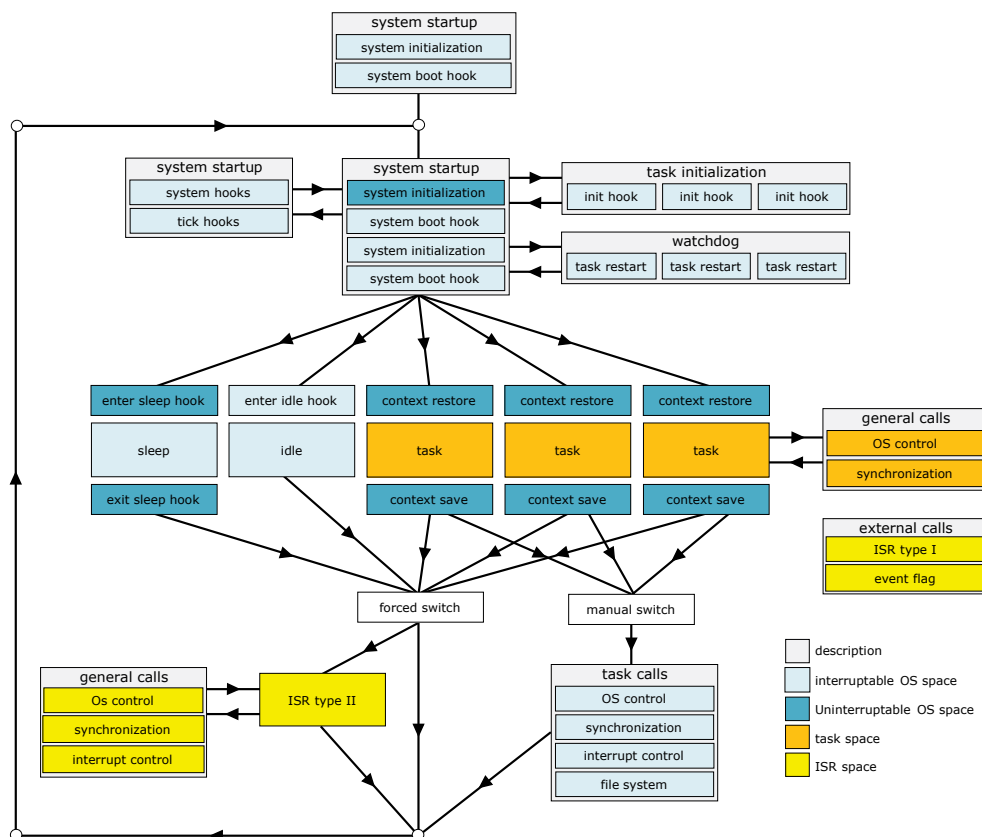 system startup
system initialization
system boot hook
system startup
system hooks
tick hooks
system startup
system initialization
system boot hook
system initialization
system boot hook
task initialization
init hook init hook init hook
watchdog
task restart task restart task restart
enter sleep hook enter idle hook context restore context restore context restore
sleep idle task task task
exit sleep hook context save context save context save
general calls
OS control
synchronization
external calls
ISR type I
event flag
forced switch manual switch
general calls
Os control
synchronization
interrupt control
ISR type II
task calls
OS control
synchronization
interrupt control
file system
description
interruptable OS space
Uninterruptable OS space
task space
ISR space